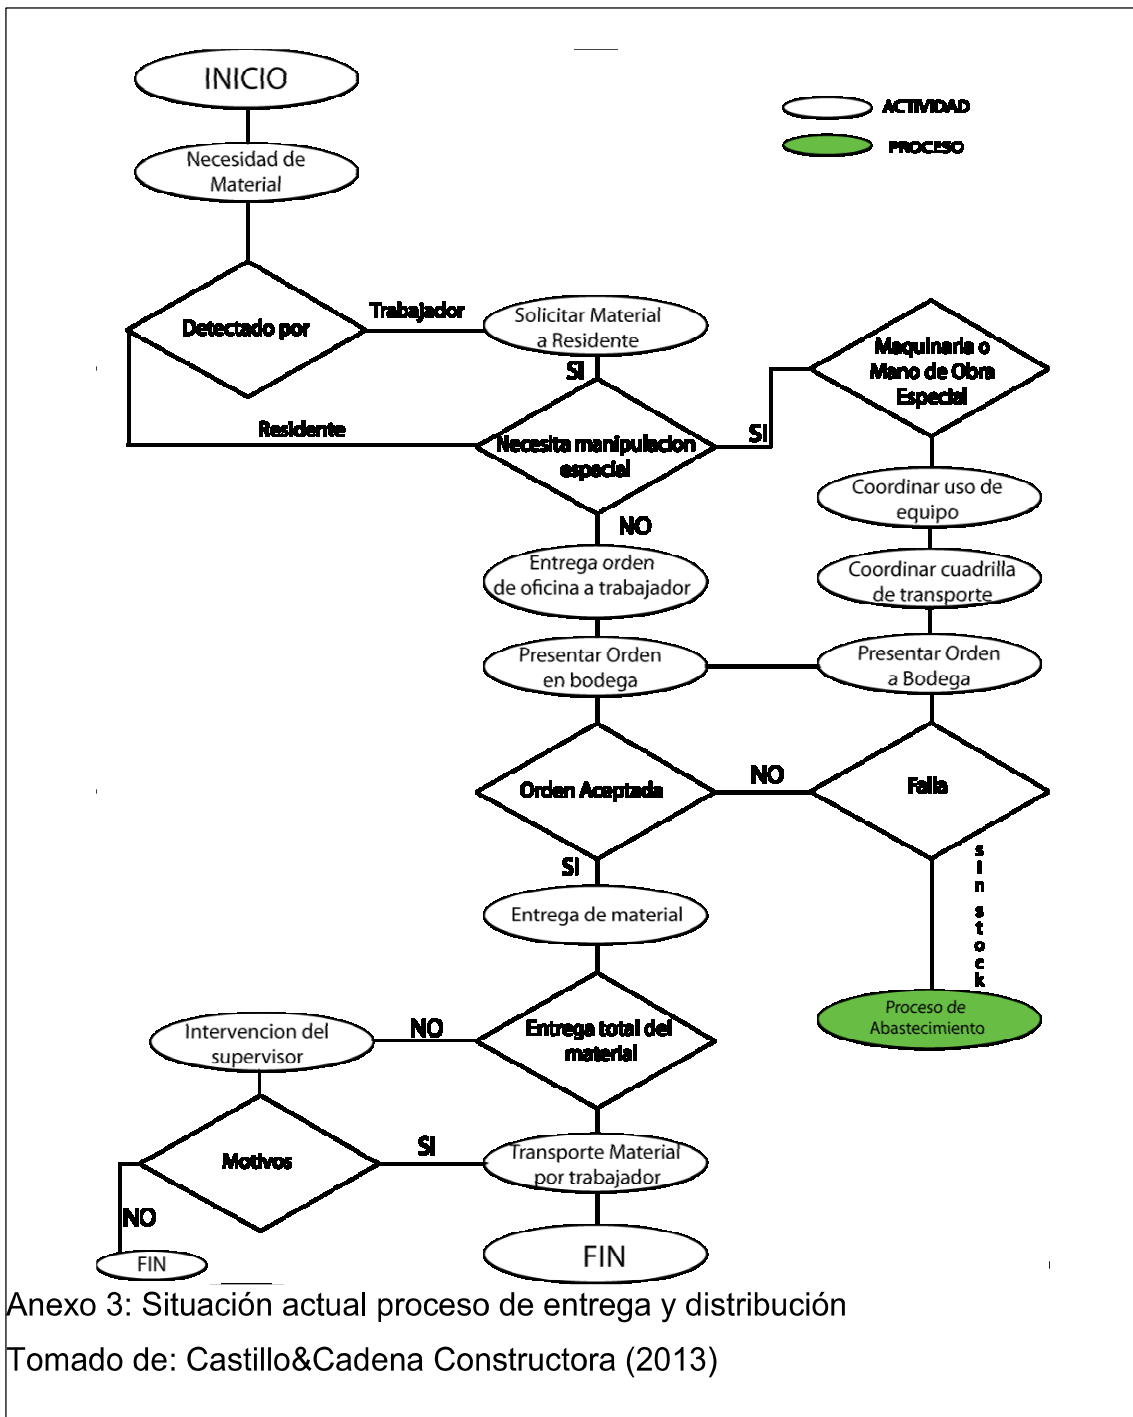 INICIO
ACTIVIDAD
PROCESO
Necesidad de
Material
Detectado por
Trabajador
Solicitar Material
a Residente
Maquinaria o
Mano de Obra
Especial
SI
Residente
Necesita manipulacion
especial
SI
NO
Coordinar uso de
equipo
Entrega orden
de oficina a trabajador
Coordinar cuadrilla
de transporte
Presentar Orden
en bodega
Presentar Orden
a Bodega
Orden Aceptada
NO
Falla
SI
sin stock
Entrega de material
Proceso de
Abastecimiento
Intervencion del
supervisor
NO
Entrega total del
material
Motivos
SI
Transporte Material
por trabajador
NO
FIN
FIN
Anexo 3: Situación actual proceso de entrega y distribución
Tomado de: Castillo&Cadena Constructora (2013)